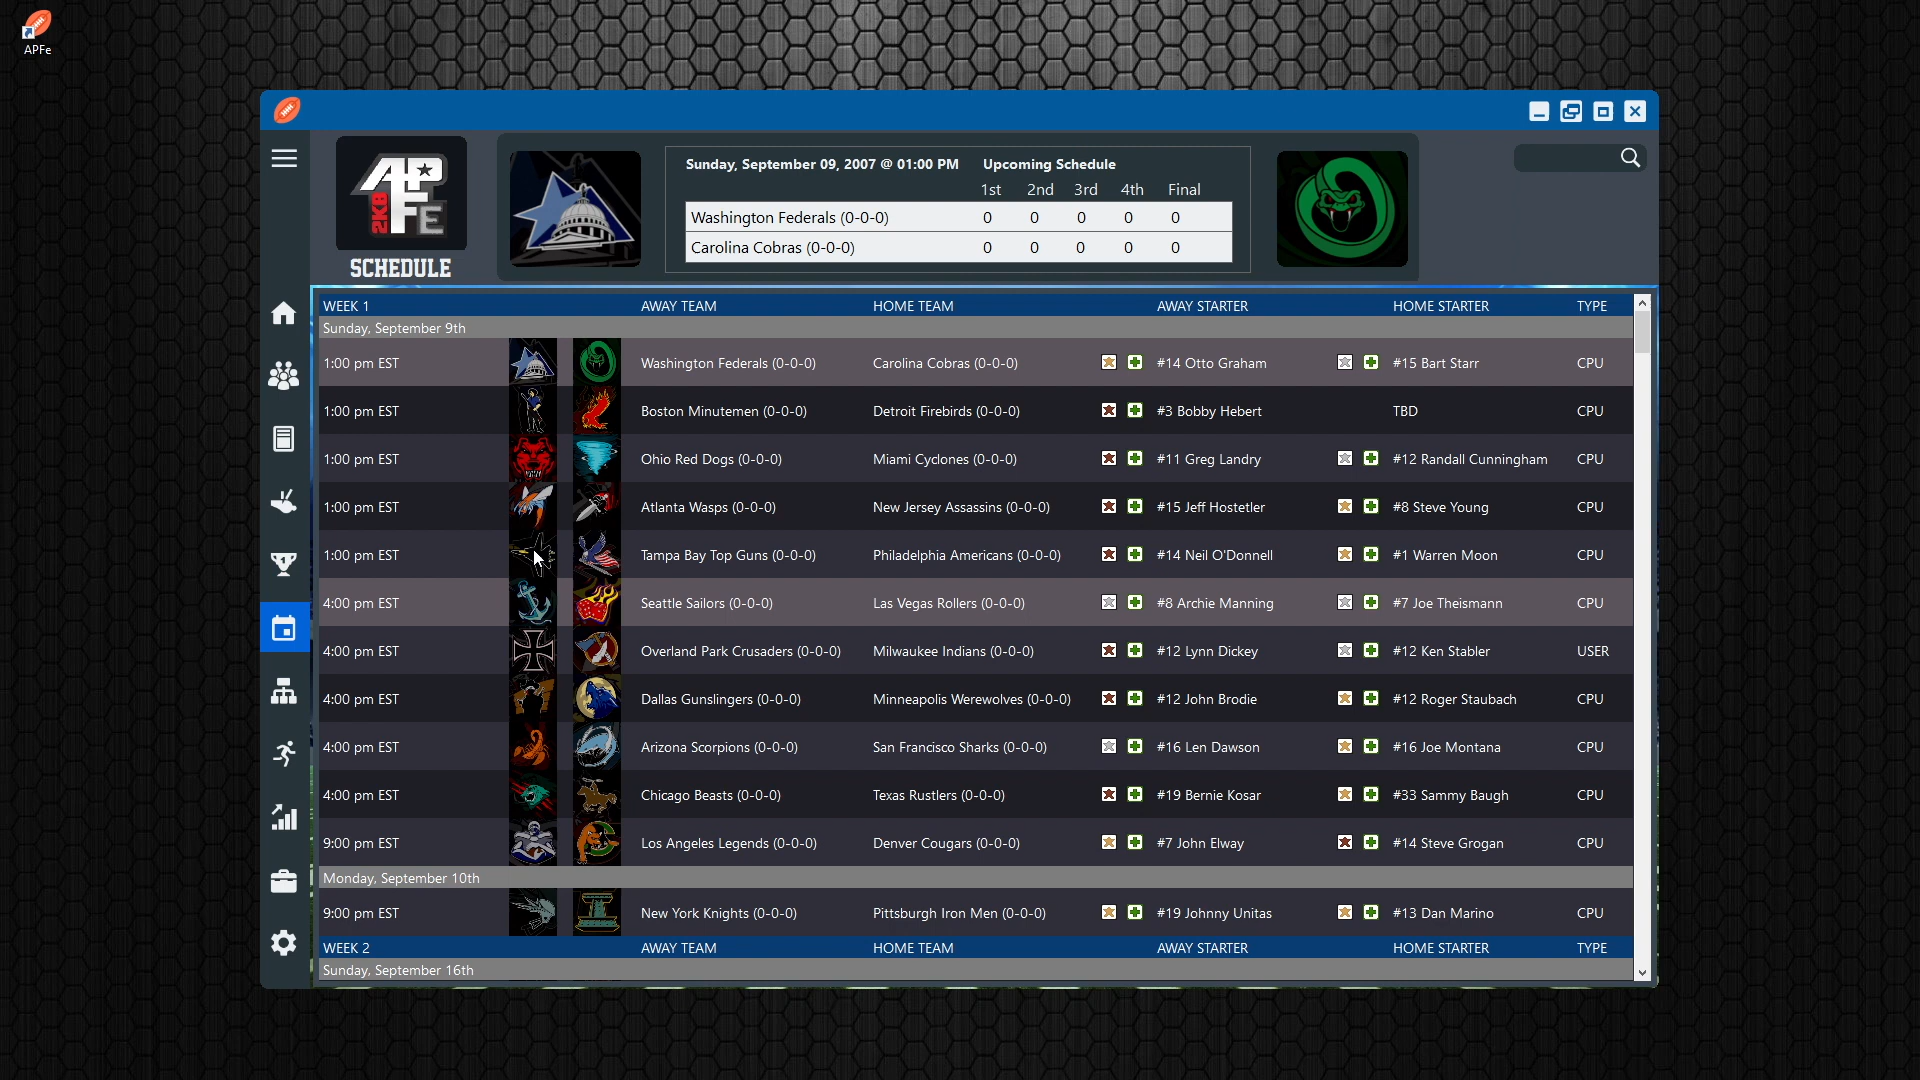 APFe
AP
FE
2K8
SCHEDULE
Sunday, September 09, 2007 @ 01:00 PM Upcoming Schedule
1st 2nd 3rd 4th Final
Washington Federals (0-0-0) 0 0 0 0 0
Carolina Cobras (0-0-0) 0 0 0 0 0
WEEK 1 AWAY TEAM HOME TEAM AWAY STARTER HOME STARTER TYPE
Sunday, September 9th
1:00 pm EST Washington Federals (0-0-0) Carolina Cobras (0-0-0) #14 Otto Graham #15 Bart Starr CPU
1:00 pm EST Boston Minutemen (0-0-0) Detroit Firebirds (0-0-0) #3 Bobby Hebert TBD CPU
1:00 pm EST Ohio Red Dogs (0-0-0) Miami Cyclones (0-0-0) #11 Greg Landry #12 Randall Cunningham CPU
1:00 pm EST Atlanta Wasps (0-0-0) New Jersey Assassins (0-0-0) #15 Jeff Hostetler #8 Steve Young CPU
1:00 pm EST Tampa Bay Top Guns (0-0-0) Philadelphia Americans (0-0-0) #14 Neil O'Donnell #1 Warren Moon CPU
4:00 pm EST Seattle Sailors (0-0-0) Las Vegas Rollers (0-0-0) #8 Archie Manning #7 Joe Theismann CPU
4:00 pm EST Overland Park Crusaders (0-0-0) Milwaukee Indians (0-0-0) #12 Lynn Dickey #12 Ken Stabler USER
4:00 pm EST Dallas Gunslingers (0-0-0) Minneapolis Werewolves (0-0-0) #12 John Brodie #12 Roger Staubach CPU
4:00 pm EST Arizona Scorpions (0-0-0) San Francisco Sharks (0-0-0) #16 Len Dawson #16 Joe Montana CPU
4:00 pm EST Chicago Beasts (0-0-0) Texas Rustlers (0-0-0) #19 Bernie Kosar #33 Sammy Baugh CPU
9:00 pm EST Los Angeles Legends (0-0-0) Denver Cougars (0-0-0) #7 John Elway #14 Steve Grogan CPU
Monday, September 10th
9:00 pm EST New York Knights (0-0-0) Pittsburgh Iron Men (0-0-0) #19 Johnny Unitas #13 Dan Marino CPU
WEEK 2 AWAY TEAM HOME TEAM AWAY STARTER HOME STARTER TYPE
Sunday, September 16th